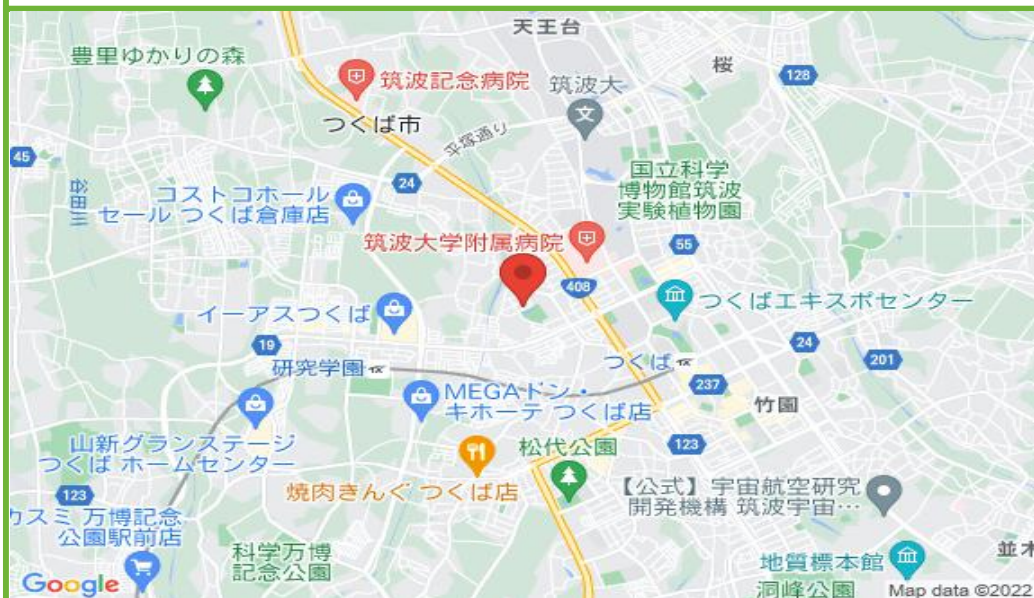 天王台
豊里ゆかりの森
桜
128
筑波記念病院
筑波大
つくば市
平塚通り
45
国立科学
博物館筑波
実験植物園
24
谷田川
コストコホール
セール つくば倉庫店
筑波大学附属病院
55
408
つくばエキスポセンター
イーアスつくば
19
24
201
研究学園
つくば
237
MEGAドン・
キホーテ つくば店
竹園
山新グランステージ
つくば ホームセンター
松代公園
123
焼肉きんぐ つくば店
【公式】宇宙航空研究
開発機構 筑波宇宙…
123
カスミ 万博記念
公園駅前店
科学万博
記念公園
地質標本館
並木
洞峰公園
Google
Map data ©2022